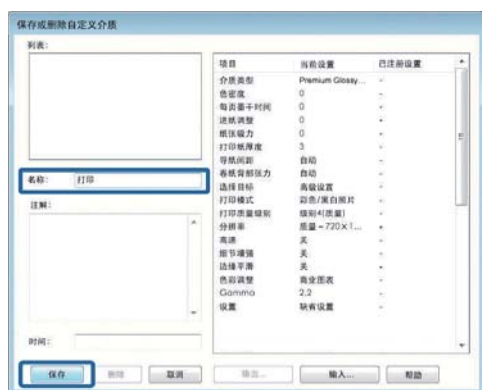 保存或删除自定义介质
列表:
名称: 打印
注解:
时间:
项目 当前设置 已注册设置
介质类型 Premium Glossy... -
色密度 0 -
每页墨干时间 0 -
进纸调整 0 -
纸张吸力 0 -
打印纸厚度 3 -
导纸间距 自动 -
卷纸背部张力 自动 -
选择目标 高级设置 -
打印模式 彩色/黑白照片 -
打印质量级别 级别4(质量) -
分辨率 质量-720×1... -
高速 关 -
细节增强 关 -
边缘平滑 关 -
色彩调整 商业图表 -
Gamma 2.2 -
设置 缺省设置 -
保存 删除 取消 输出... 输入... 帮助